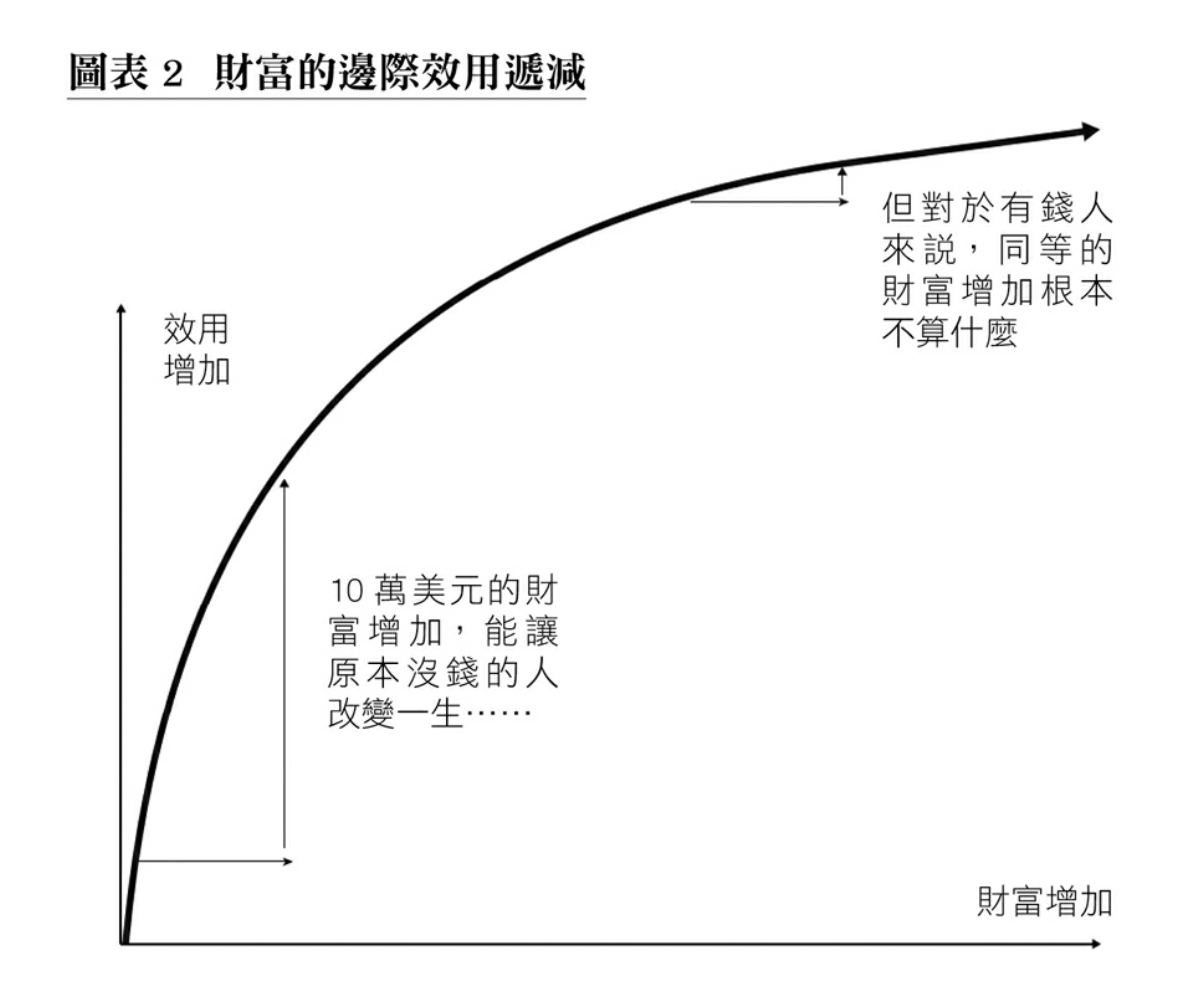 圖表 2 財富的邊際效用遞減
但對於有錢人
來説，同等的
財富增加根本
不算什麼
效用
增加
10 萬美元的財
富增加，能讓
原本沒錢的人
改變一生……
財富增加